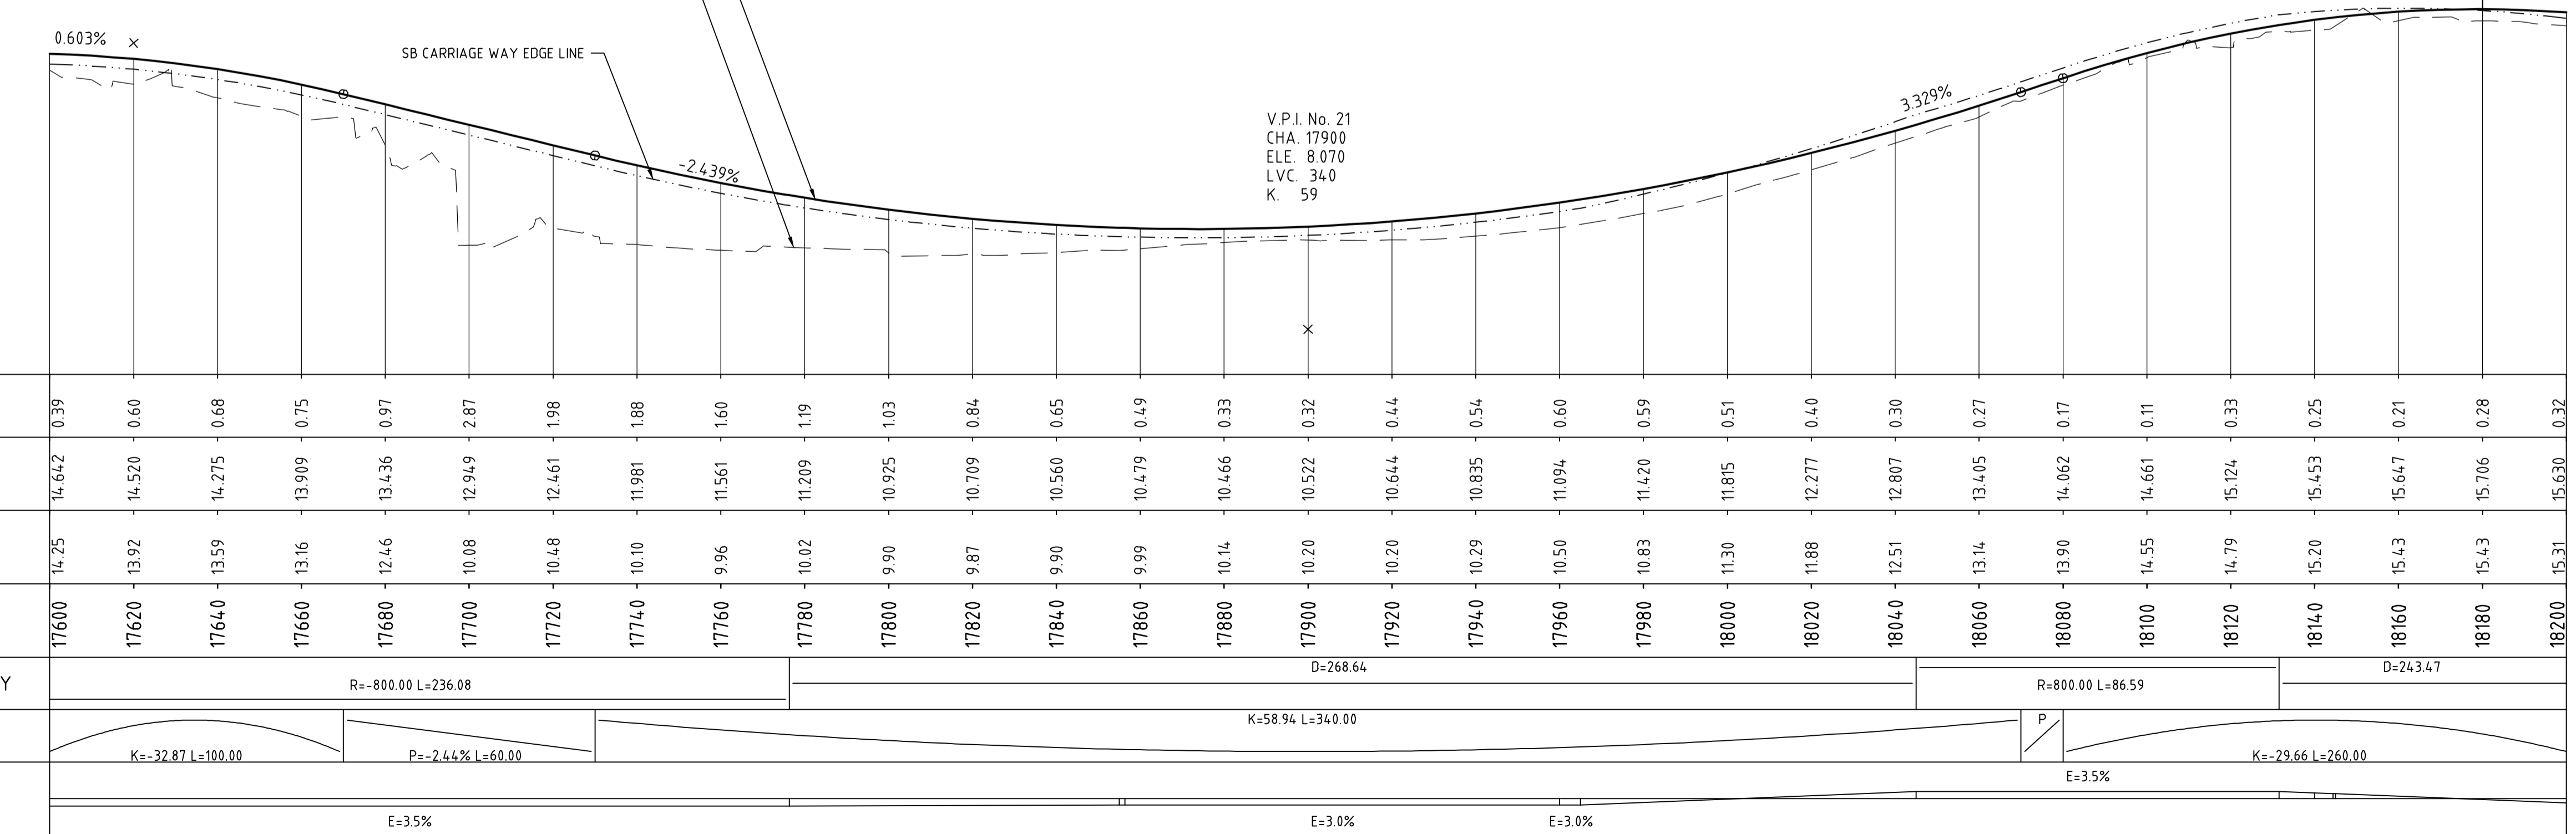 0.603%
SB CARRIAGE WAY EDGE LINE
-2.439%
V.P.I. No. 21
CHA. 17900
ELE. 8.070
LVC. 340
K. 59
3.329%
0.39 0.60 0.68 0.75 0.97 2.87 1.98 1.88 1.60 1.19 1.03 0.84 0.65 0.49 0.33 0.32 0.44 0.54 0.60 0.59 0.51 0.40 0.30 0.27 0.17 0.11 0.33 0.25 0.21 0.28 0.32
14.642 14.520 14.275 13.909 13.436 12.949 12.461 11.981 11.561 11.209 10.925 10.709 10.560 10.479 10.466 10.522 10.644 10.835 11.094 11.420 11.815 12.277 12.807 13.405 14.062 14.661 15.124 15.453 15.647 15.706 15.630
14.25 13.92 13.59 13.16 12.46 10.08 10.48 10.10 9.96 10.02 9.90 9.87 9.90 9.99 10.14 10.20 10.20 10.29 10.50 10.83 11.30 11.88 12.51 13.14 13.90 14.55 14.79 15.20 15.43 15.43 15.31
17600 17620 17640 17660 17680 17700 17720 17740 17760 17780 17800 17820 17840 17860 17880 17900 17920 17940 17960 17980 18000 18020 18040 18060 18080 18100 18120 18140 18160 18180 18200
Y R=-800.00 L=236.08 D=268.64 R=800.00 L=86.59 D=243.47
K=-32.87 L=100.00 P=-2.44% L=60.00 K=58.94 L=340.00 P K=-29.66 L=260.00
E=3.5%
E=3.5% E=3.0% E=3.0%